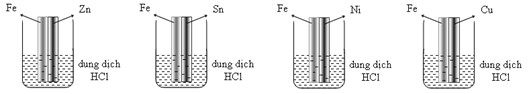 Fe Zn
dung dịch
HCl
Fe Sn
dung dịch
HCl
Fe Ni
dung dịch
HCl
Fe Cu
dung dịch
HCl